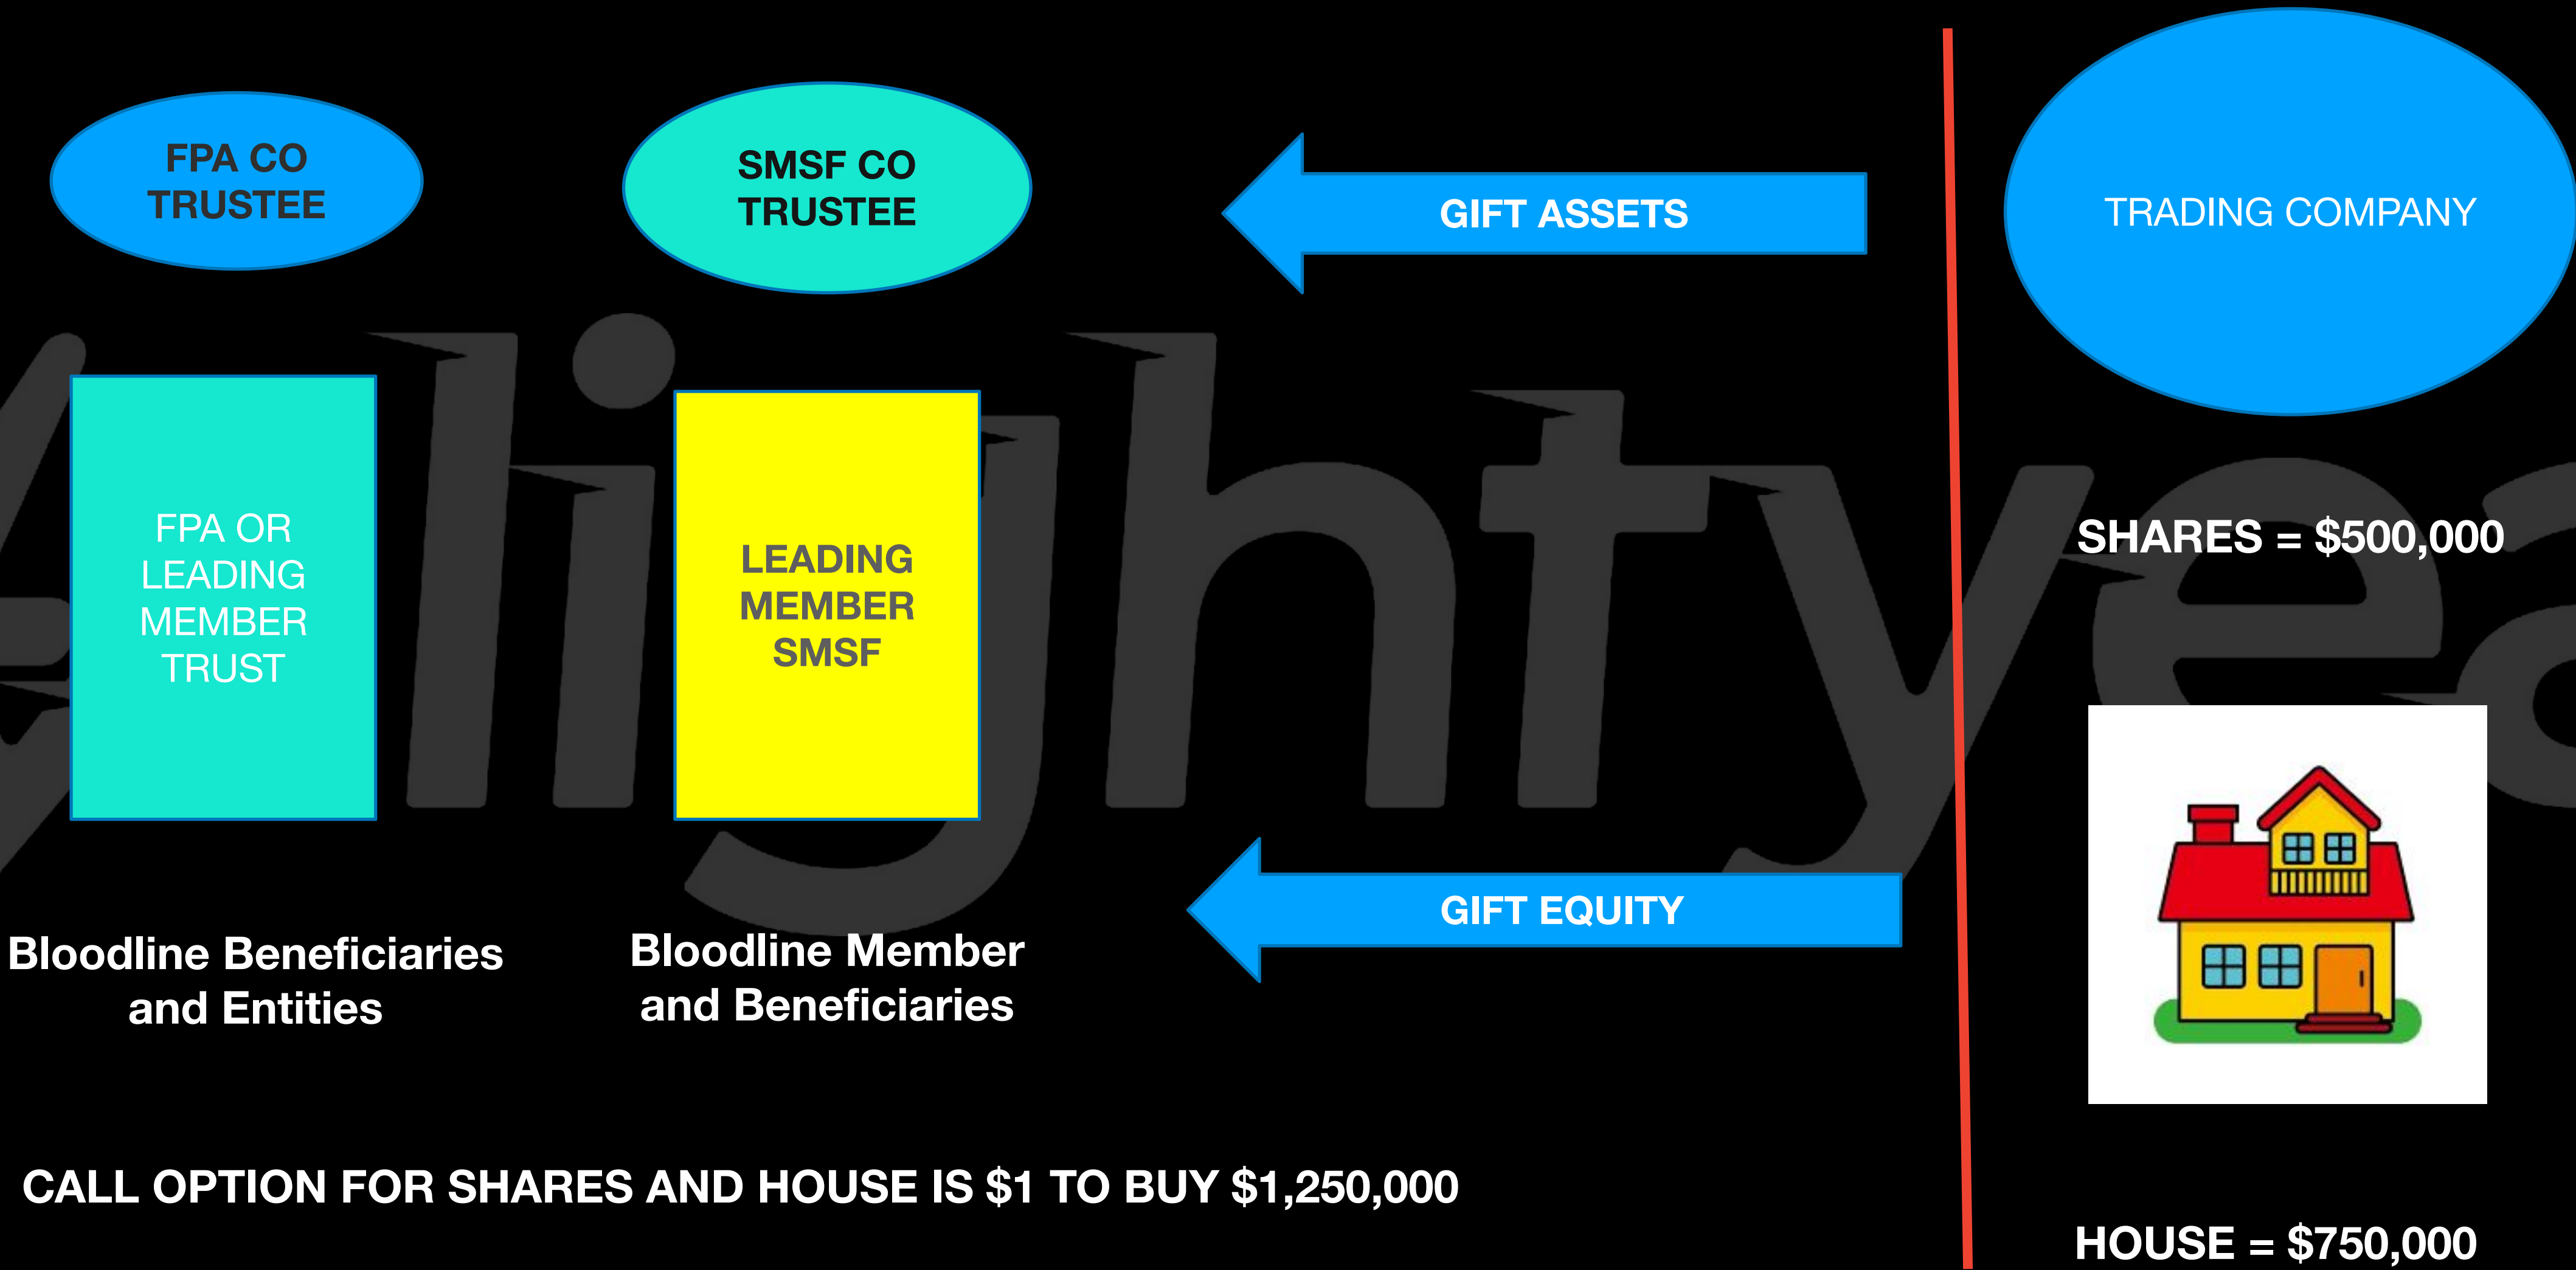 FPA CO
TRUSTEE
SMSF CO
TRUSTEE
GIFT ASSETS
TRADING COMPANY
FPA OR
LEADING
MEMBER
TRUST
LEADING
MEMBER
SMSF
SHARES = $500,000
GIFT EQUITY
Bloodline Beneficiaries
and Entities
Bloodline Member
and Beneficiaries
CALL OPTION FOR SHARES AND HOUSE IS $1 TO BUY $1,250,000
HOUSE = $750,000
lightyea